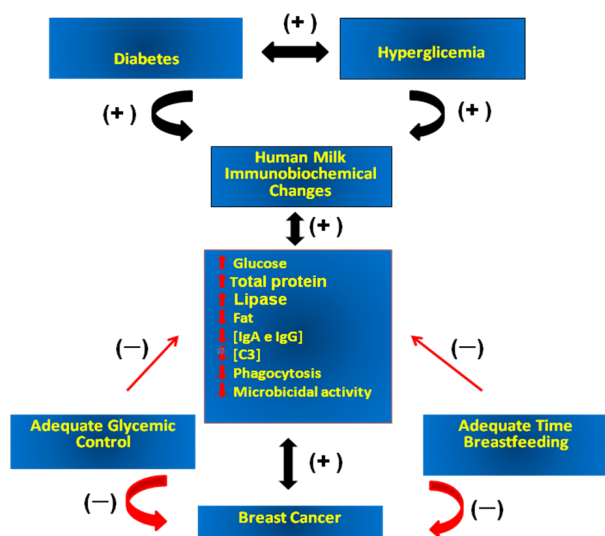 (+)
Diabetes
Hyperglicemia
(+)
(+)
Human Milk
Immunobiochemical
Changes
(+)
Glucose
Total protein
Lipase
Fat
[IgA e IgG]
[C3]
Phagocytosis
Microbicidal activity
(—)
(—)
Adequate Glycemic
Control
Adequate Time
Breastfeeding
(+)
(—)
(—)
Breast Cancer